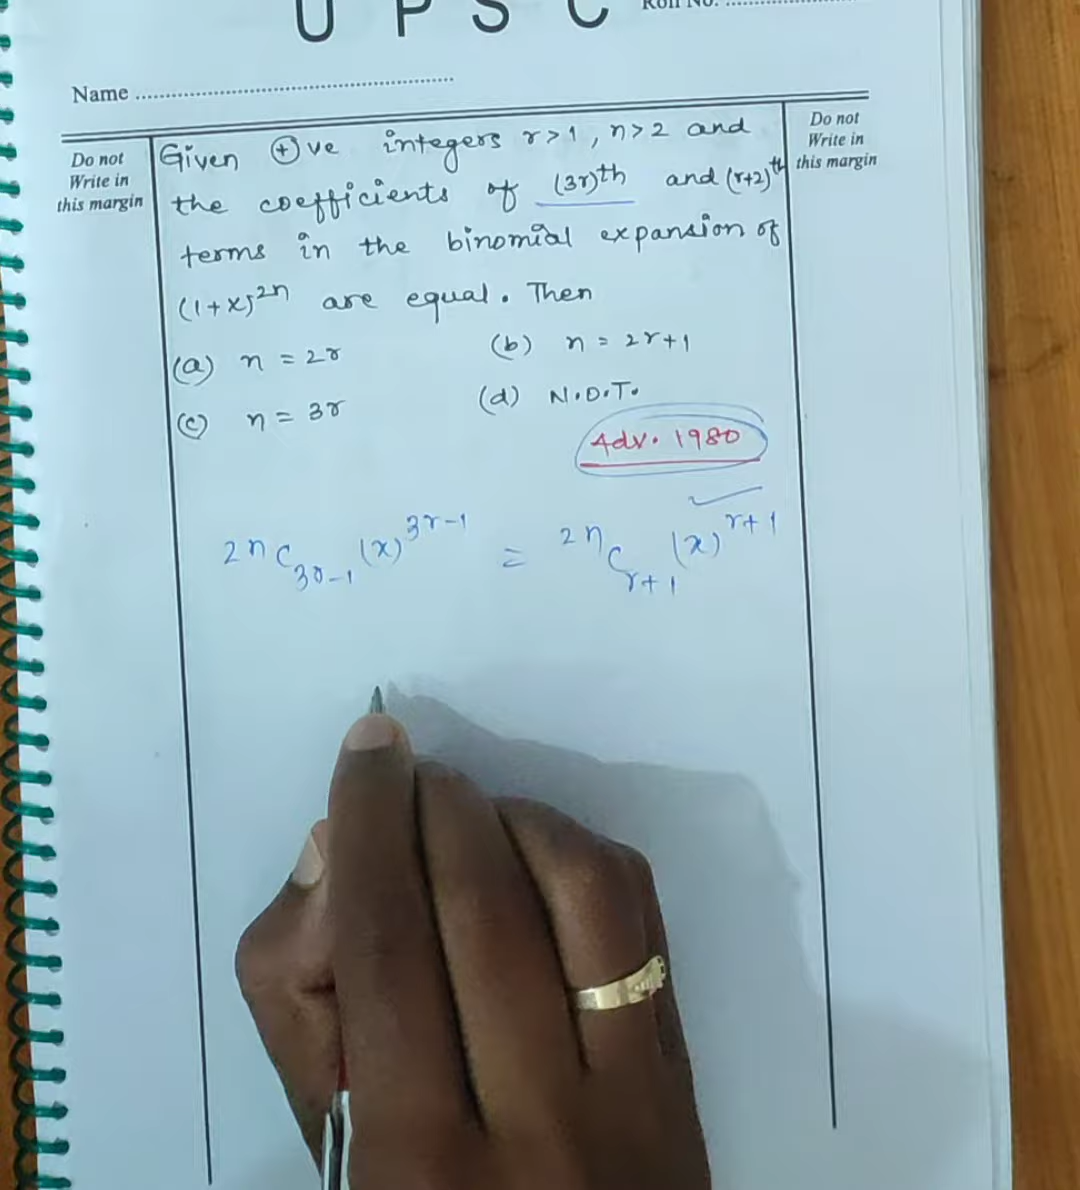 U P S C
Roll No. ........................
Name ........................................................
Do not
Write in
this margin
Given (+)ve integers r>1, n>2 and
the coefficients of (3r)th and (r+2)th
terms in the binomial expansion of
(1+x)^2n are equal. Then
(a) n = 2r (b) n = 2r+1
(c) n = 3r (d) N.O.T.
Adv. 1980
2nC3r-1 (x)^3r-1 = 2nCr+1 (x)^r+1
Do not
Write in
this margin